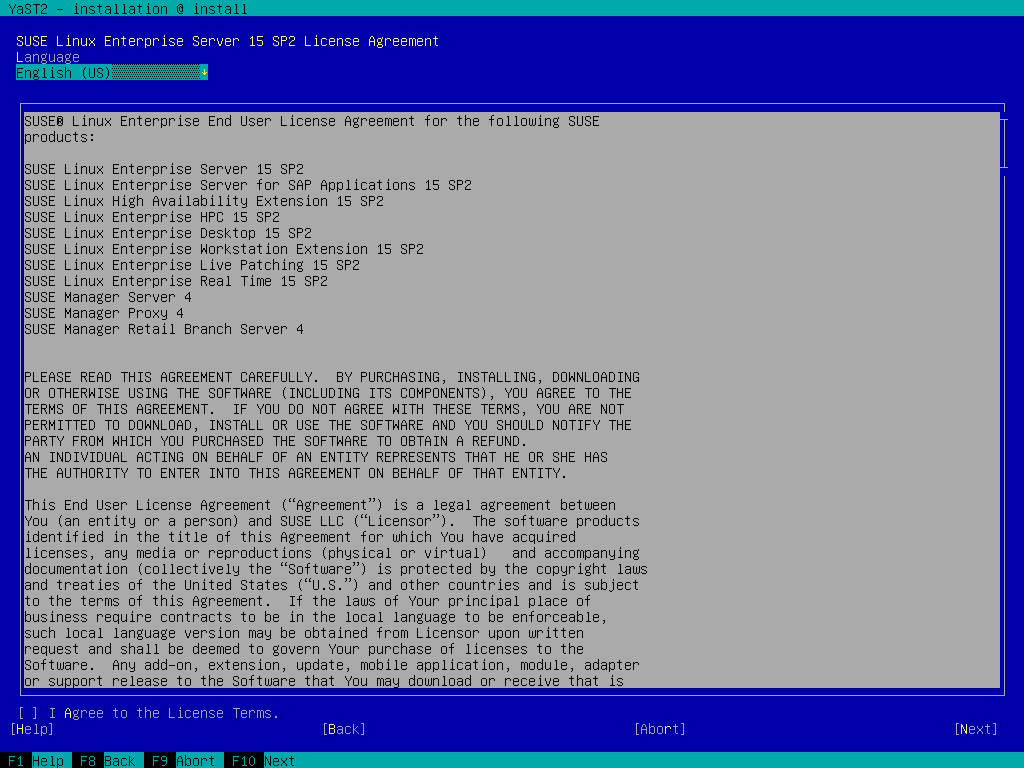 YaST2 - installation @ install
SUSE Linux Enterprise Server 15 SP2 License Agreement
Language
English (US)↓
SUSE® Linux Enterprise End User License Agreement for the following SUSE
products:
SUSE Linux Enterprise Server 15 SP2
SUSE Linux Enterprise Server for SAP Applications 15 SP2
SUSE Linux High Availability Extension 15 SP2
SUSE Linux Enterprise HPC 15 SP2
SUSE Linux Enterprise Desktop 15 SP2
SUSE Linux Enterprise Workstation Extension 15 SP2
SUSE Linux Enterprise Live Patching 15 SP2
SUSE Linux Enterprise Real Time 15 SP2
SUSE Manager Server 4
SUSE Manager Proxy 4
SUSE Manager Retail Branch Server 4
PLEASE READ THIS AGREEMENT CAREFULLY.  BY PURCHASING, INSTALLING, DOWNLOADING
OR OTHERWISE USING THE SOFTWARE (INCLUDING ITS COMPONENTS), YOU AGREE TO THE
TERMS OF THIS AGREEMENT.  IF YOU DO NOT AGREE WITH THESE TERMS, YOU ARE NOT
PERMITTED TO DOWNLOAD, INSTALL OR USE THE SOFTWARE AND YOU SHOULD NOTIFY THE
PARTY FROM WHICH YOU PURCHASED THE SOFTWARE TO OBTAIN A REFUND.
AN INDIVIDUAL ACTING ON BEHALF OF AN ENTITY REPRESENTS THAT HE OR SHE HAS
THE AUTHORITY TO ENTER INTO THIS AGREEMENT ON BEHALF OF THAT ENTITY.
This End User License Agreement (“Agreement”) is a legal agreement between
You (an entity or a person) and SUSE LLC (“Licensor”).  The software products
identified in the title of this Agreement for which You have acquired
licenses, any media or reproductions (physical or virtual)   and accompanying
documentation (collectively the “Software”) is protected by the copyright laws
and treaties of the United States (“U.S.”) and other countries and is subject
to the terms of this Agreement.  If the laws of Your principal place of
business require contracts to be in the local language to be enforceable,
such local language version may be obtained from Licensor upon written
request and shall be deemed to govern Your purchase of licenses to the
Software.  Any add-on, extension, update, mobile application, module, adapter
or support release to the Software that You may download or receive that is
[ ] I Agree to the License Terms.
[Help] [Back] [Abort] [Next]
F1 Help F8 Back F9 Abort F10 Next